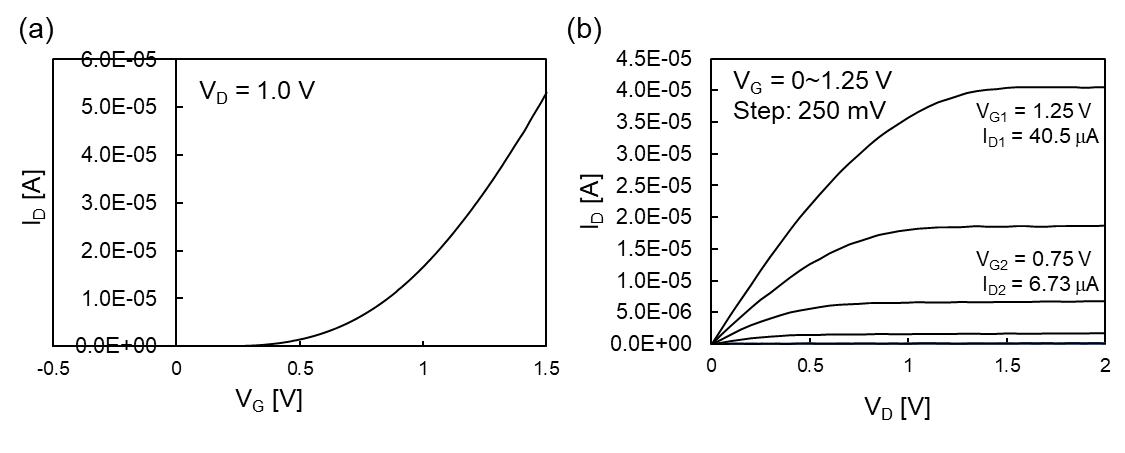 (a)
6.0E-05
5.0E-05
4.0E-05
3.0E-05
2.0E-05
1.0E-05
0.0E+00
-0.5 0 0.5 1 1.5
I_D [A]
V_G [V]
V_D = 1.0 V
(b)
4.5E-05
4.0E-05
3.5E-05
3.0E-05
2.5E-05
2.0E-05
1.5E-05
1.0E-05
5.0E-06
0.0E+00
0 0.5 1 1.5 2
I_D [A]
V_D [V]
V_G = 0~1.25 V
Step: 250 mV
V_G1 = 1.25 V
I_D1 = 40.5 μA
V_G2 = 0.75 V
I_D2 = 6.73 μA